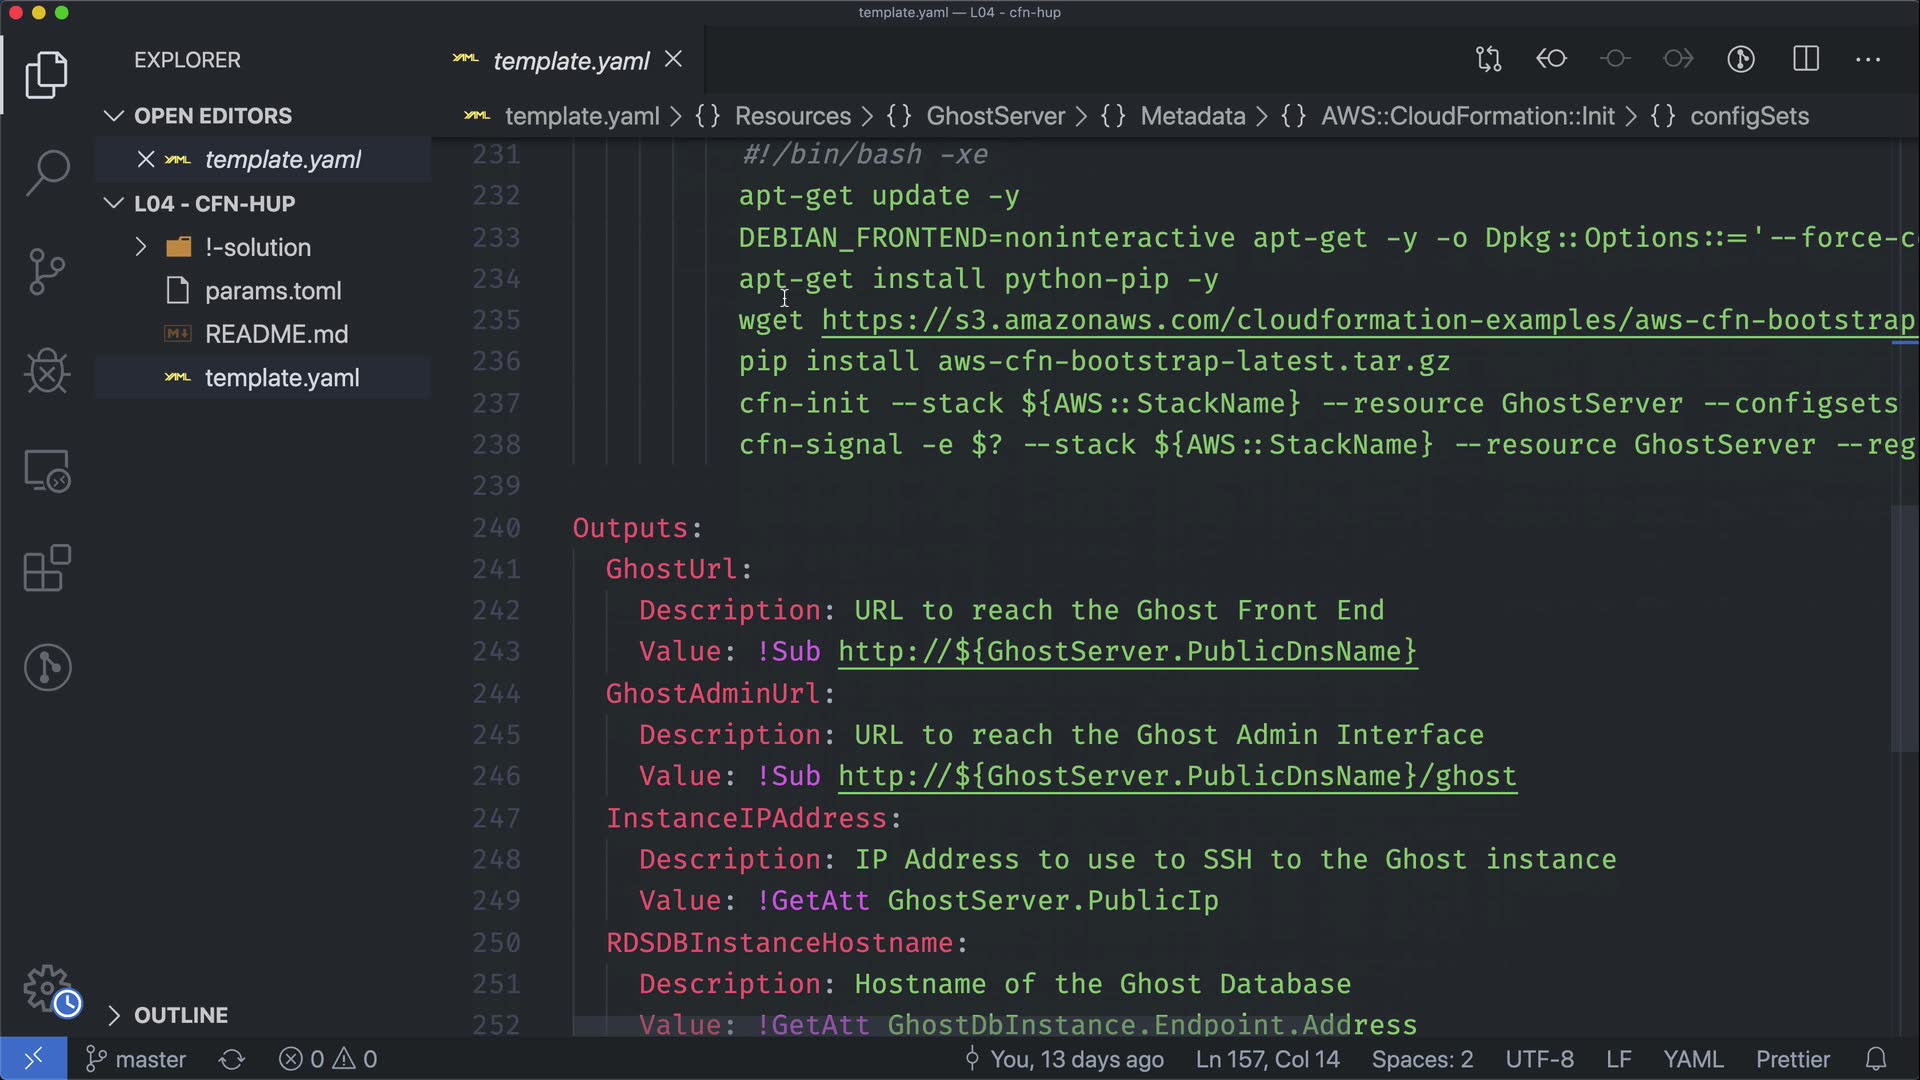 template.yaml — L04 - cfn-hup
EXPLORER
template.yaml
OPEN EDITORS
template.yaml > {} Resources > {} GhostServer > {} Metadata > {} AWS::CloudFormation::Init > {} configSets
template.yaml
L04 - CFN-HUP
!-solution
params.toml
README.md
template.yaml
231 #!/bin/bash -xe
232 apt-get update -y
233 DEBIAN_FRONTEND=noninteractive apt-get -y -o Dpkg::Options::='--force-c
234 apt-get install python-pip -y
235 wget https://s3.amazonaws.com/cloudformation-examples/aws-cfn-bootstrap
236 pip install aws-cfn-bootstrap-latest.tar.gz
237 cfn-init --stack ${AWS::StackName} --resource GhostServer --configsets
238 cfn-signal -e $? --stack ${AWS::StackName} --resource GhostServer --reg
239
240 Outputs:
241 GhostUrl:
242 Description: URL to reach the Ghost Front End
243 Value: !Sub http://${GhostServer.PublicDnsName}
244 GhostAdminUrl:
245 Description: URL to reach the Ghost Admin Interface
246 Value: !Sub http://${GhostServer.PublicDnsName}/ghost
247 InstanceIPAddress:
248 Description: IP Address to use to SSH to the Ghost instance
249 Value: !GetAtt GhostServer.PublicIp
250 RDSDBInstanceHostname:
251 Description: Hostname of the Ghost Database
252 Value: !GetAtt GhostDbInstance.Endpoint.Address
OUTLINE
master 0 0 You, 13 days ago Ln 157, Col 14 Spaces: 2 UTF-8 LF YAML Prettier